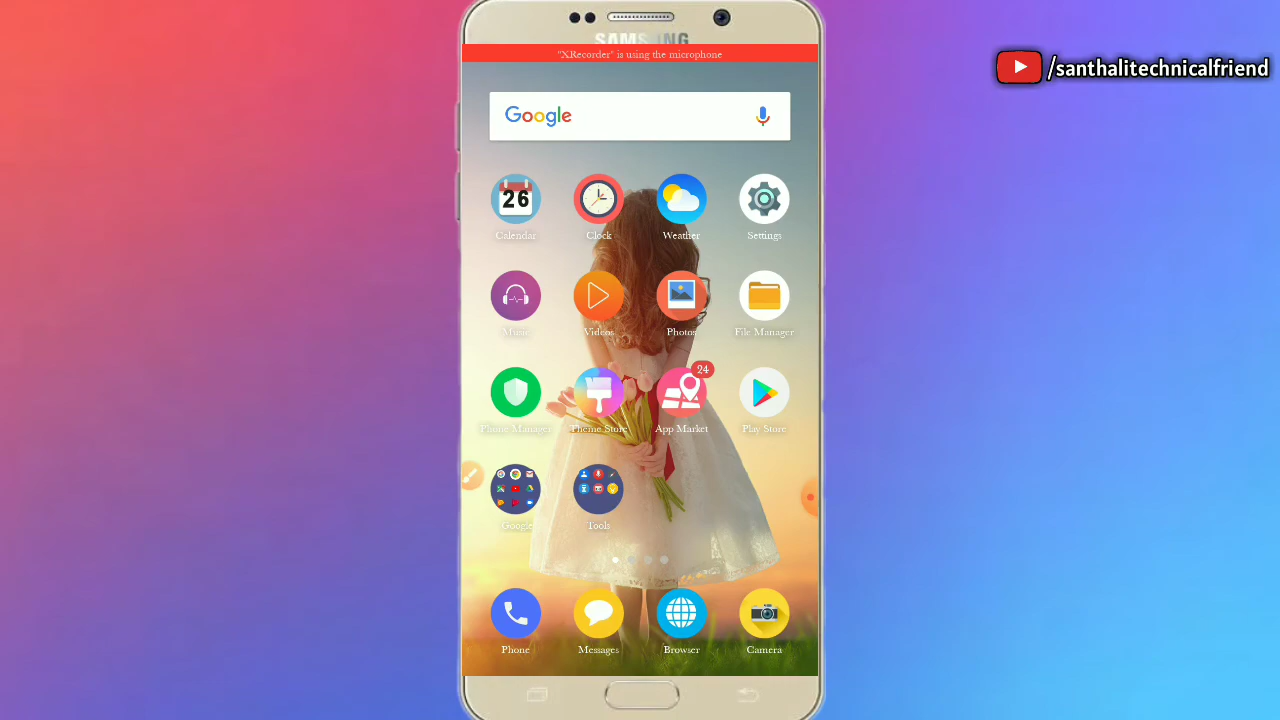 SAMSUNG
/santhalitechnicalfriend
"XRecorder" is using the microphone
Google
26
Calendar
Clock
Weather
Settings
Music
Videos
Photos
File Manager
24
Phone Manager
Theme Store
App Market
Play Store
Google
Tools
Phone
Messages
Browser
Camera